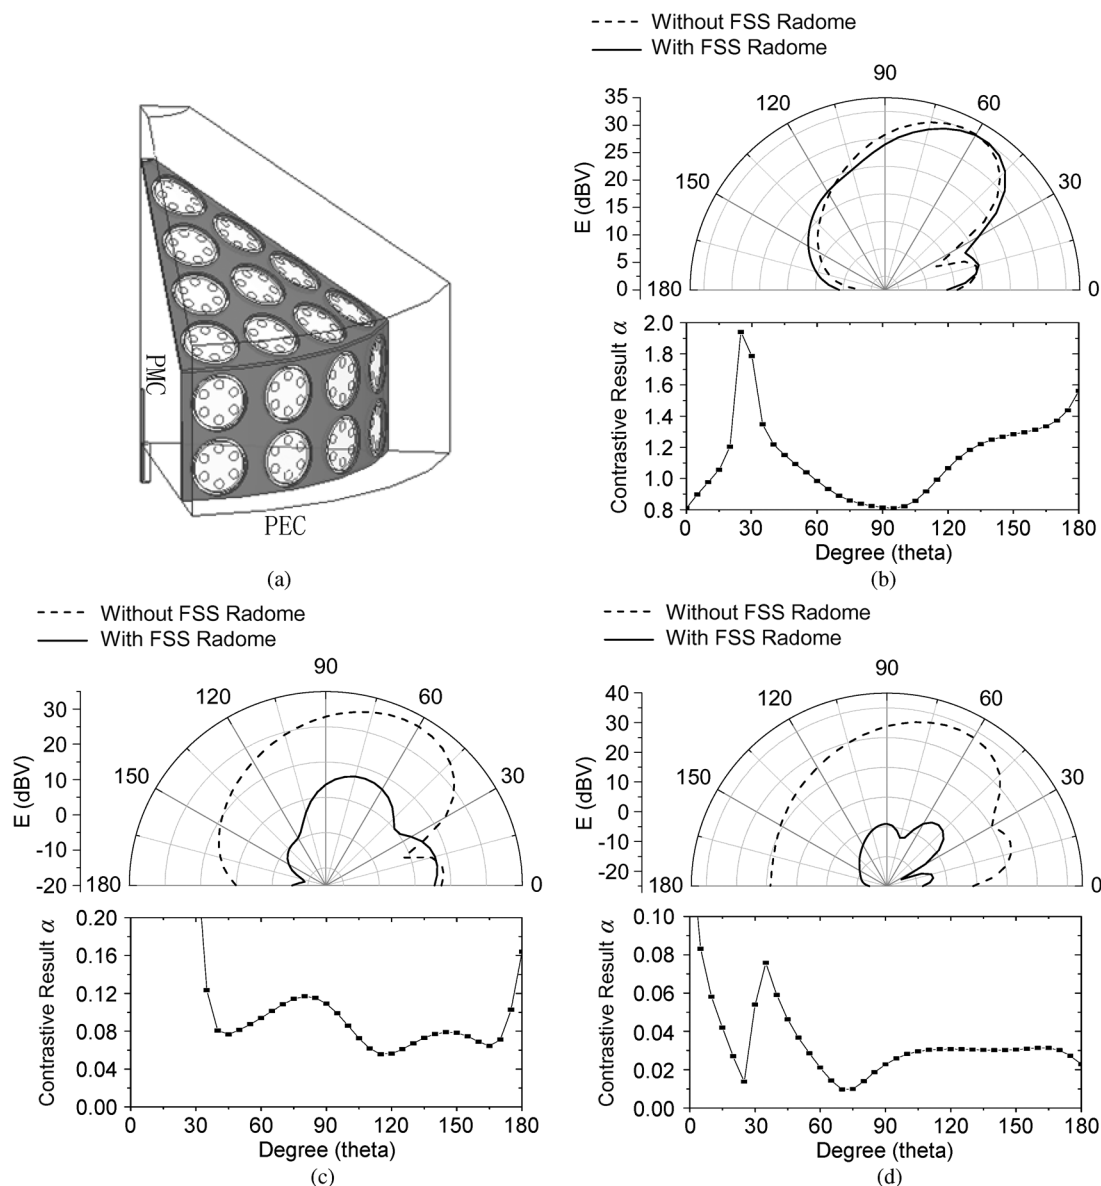 PMC
PEC
(a)
Without FSS Radome
With FSS Radome
90
120
60
150
30
180
0
35
30
25
20
15
10
5
0
E (dBV)
2.0
1.8
1.6
1.4
1.2
1.0
0.8
Contrastive Result α
0 30 60 90 120 150 180
Degree (theta)
(b)
Without FSS Radome
With FSS Radome
90
120
60
150
30
180
0
30
20
10
0
-10
-20
E (dBV)
0.20
0.16
0.12
0.08
0.04
0.00
Contrastive Result α
0 30 60 90 120 150 180
Degree (theta)
(c)
Without FSS Radome
With FSS Radome
90
120
60
150
30
180
0
40
30
20
10
0
-10
-20
E (dBV)
0.10
0.08
0.06
0.04
0.02
0.00
Contrastive Result α
0 30 60 90 120 150 180
Degree (theta)
(d)